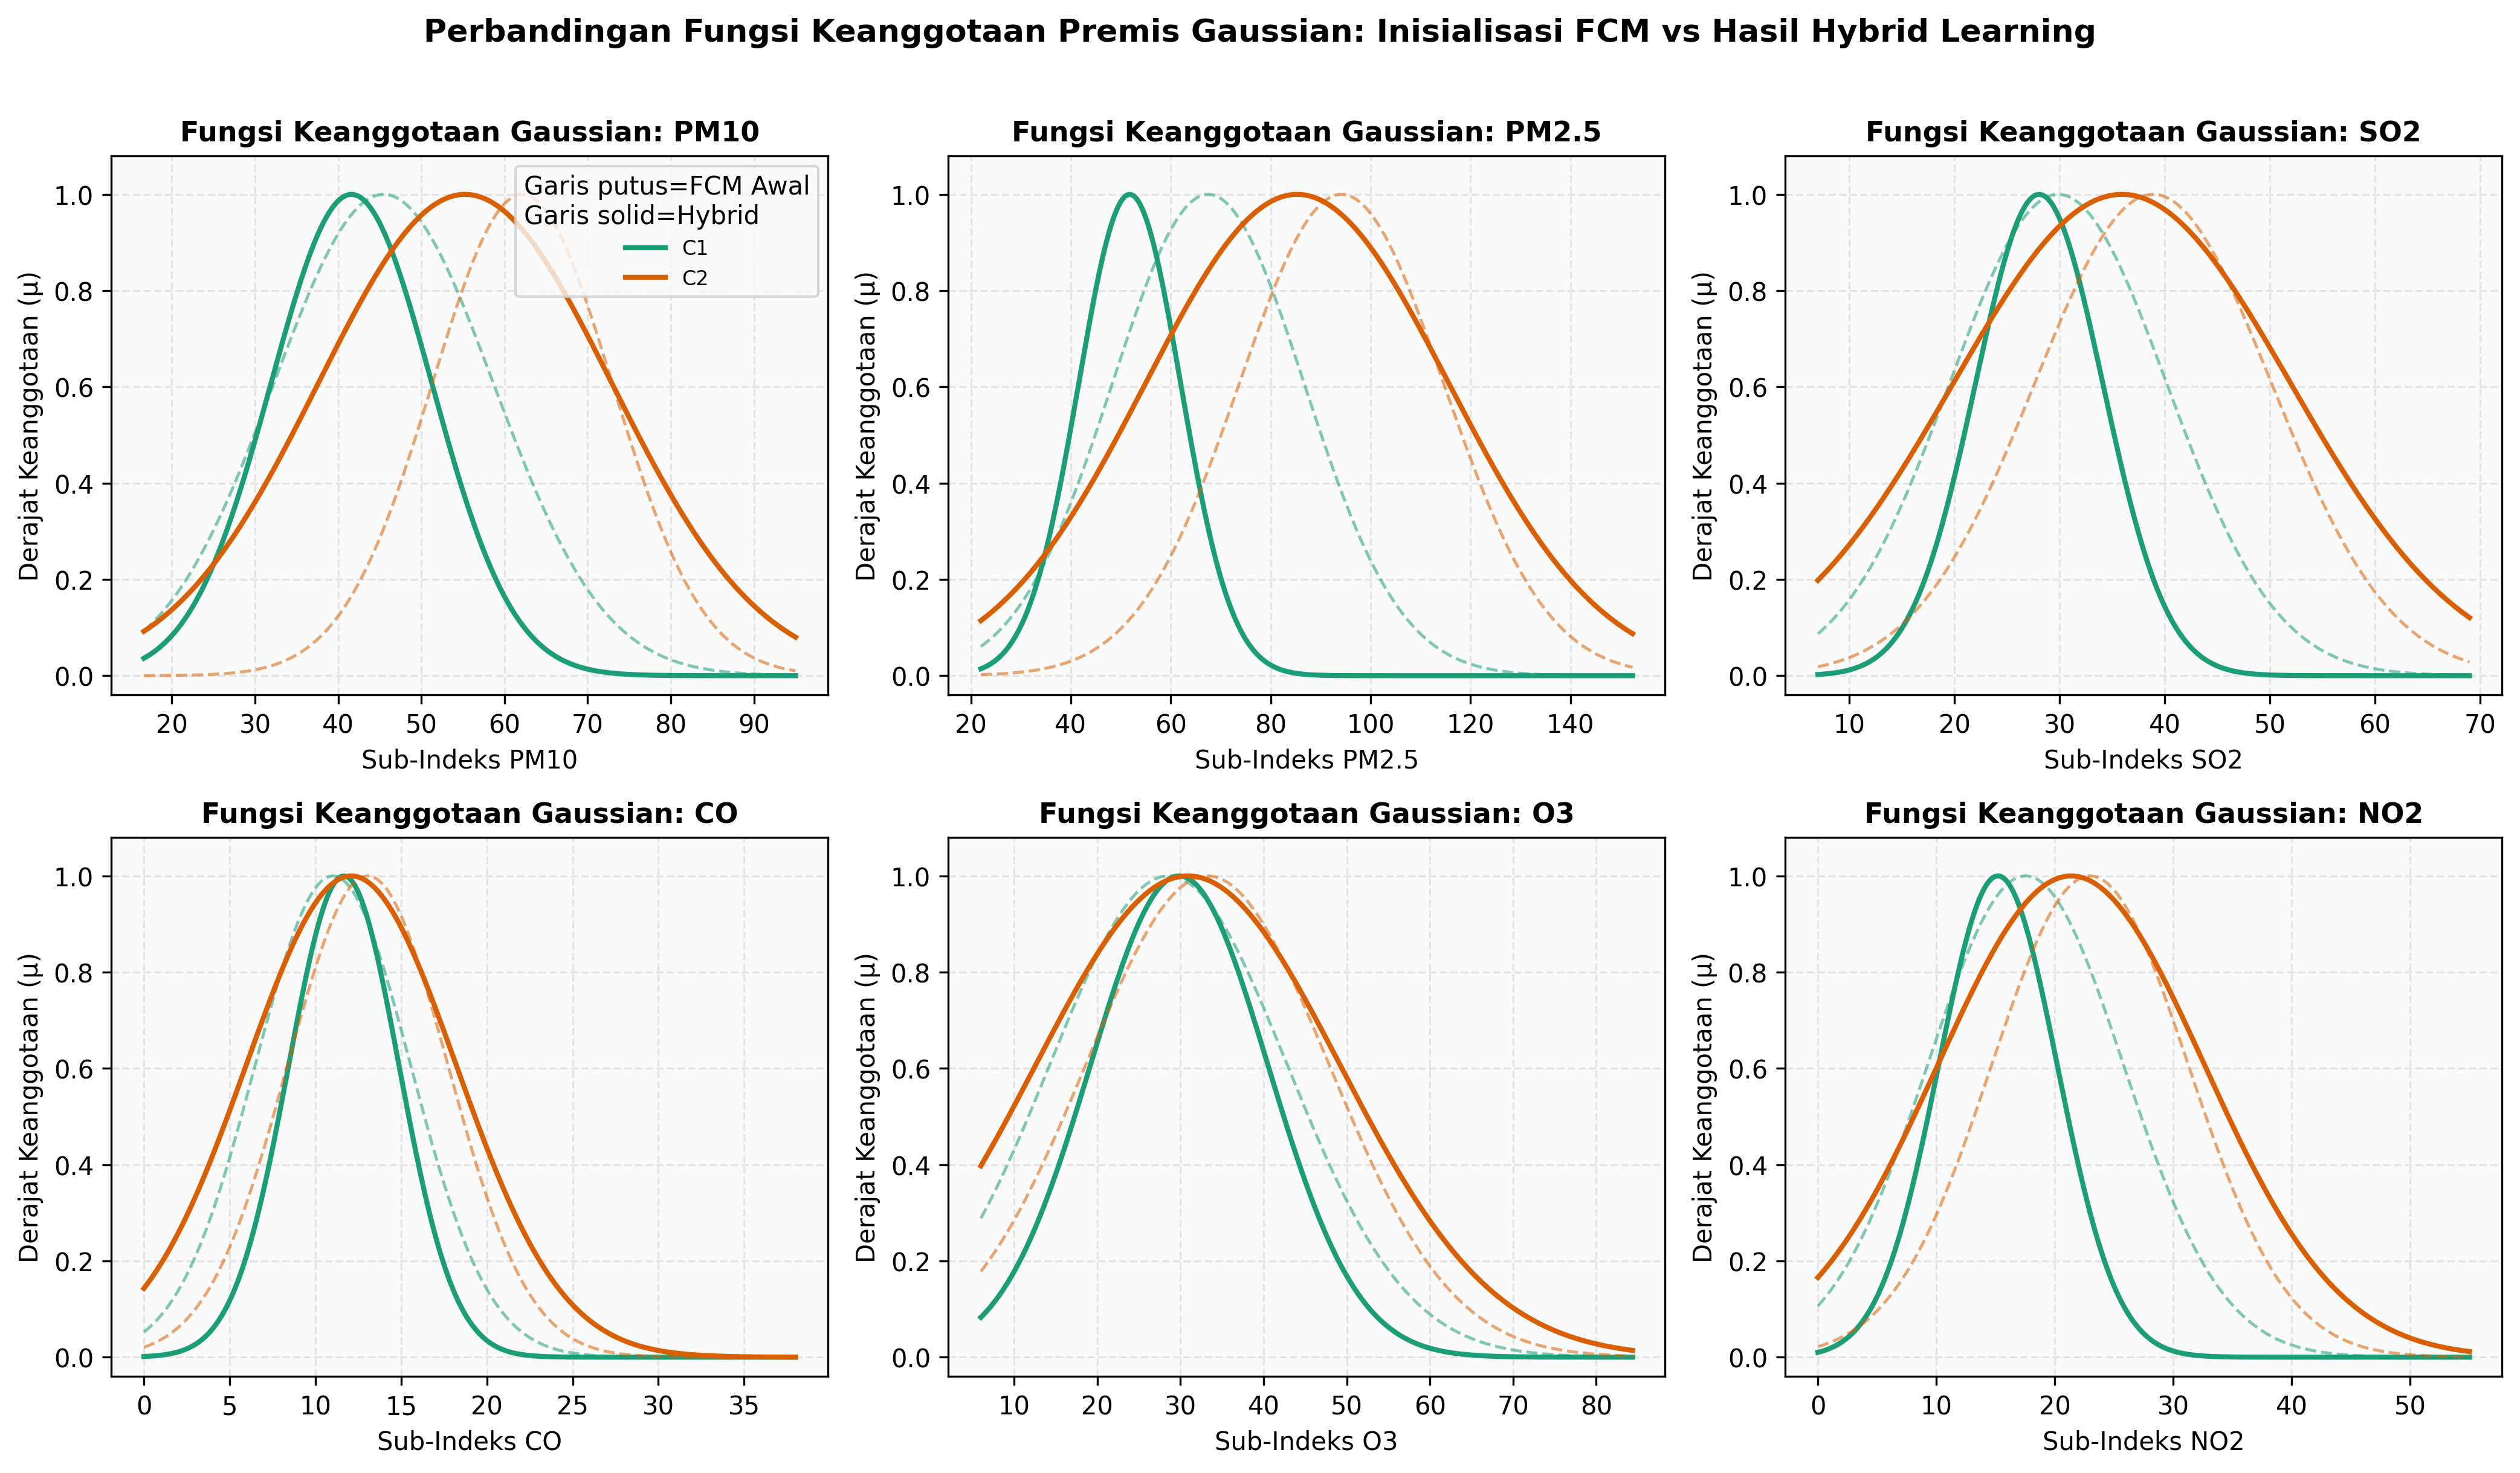 Perbandingan Fungsi Keanggotaan Premis Gaussian: Inisialisasi FCM vs Hasil Hybrid Learning
Fungsi Keanggotaan Gaussian: PM10
Derajat Keanggotaan (μ)
1.0
0.8
0.6
0.4
0.2
0.0
Garis putus=FCM Awal
Garis solid=Hybrid
C1
C2
20 30 40 50 60 70 80 90
Sub-Indeks PM10
Fungsi Keanggotaan Gaussian: PM2.5
Derajat Keanggotaan (μ)
1.0
0.8
0.6
0.4
0.2
0.0
20 40 60 80 100 120 140
Sub-Indeks PM2.5
Fungsi Keanggotaan Gaussian: SO2
Derajat Keanggotaan (μ)
1.0
0.8
0.6
0.4
0.2
0.0
10 20 30 40 50 60 70
Sub-Indeks SO2
Fungsi Keanggotaan Gaussian: CO
Derajat Keanggotaan (μ)
1.0
0.8
0.6
0.4
0.2
0.0
0 5 10 15 20 25 30 35
Sub-Indeks CO
Fungsi Keanggotaan Gaussian: O3
Derajat Keanggotaan (μ)
1.0
0.8
0.6
0.4
0.2
0.0
10 20 30 40 50 60 70 80
Sub-Indeks O3
Fungsi Keanggotaan Gaussian: NO2
Derajat Keanggotaan (μ)
1.0
0.8
0.6
0.4
0.2
0.0
0 10 20 30 40 50
Sub-Indeks NO2